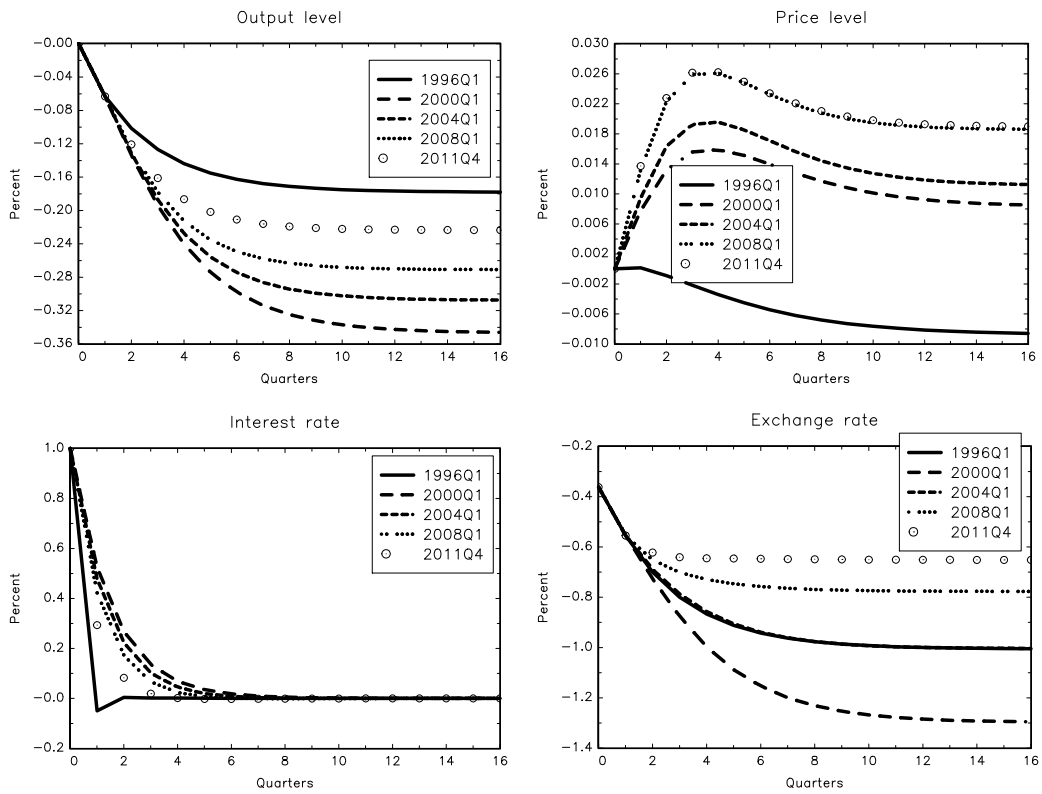 Output level
Percent
-0.00
-0.04
-0.08
-0.12
-0.16
-0.20
-0.24
-0.28
-0.32
-0.36
0 2 4 6 8 10 12 14 16
Quarters
1996Q1
2000Q1
2004Q1
2008Q1
2011Q4
Price level
Percent
0.030
0.026
0.022
0.018
0.014
0.010
0.006
0.002
-0.002
-0.006
-0.010
0 2 4 6 8 10 12 14 16
Quarters
1996Q1
2000Q1
2004Q1
2008Q1
2011Q4
Interest rate
Percent
1.0
0.8
0.6
0.4
0.2
-0.0
-0.2
0 2 4 6 8 10 12 14 16
Quarters
1996Q1
2000Q1
2004Q1
2008Q1
2011Q4
Exchange rate
Percent
-0.2
-0.4
-0.6
-0.8
-1.0
-1.2
-1.4
0 2 4 6 8 10 12 14 16
Quarters
1996Q1
2000Q1
2004Q1
2008Q1
2011Q4